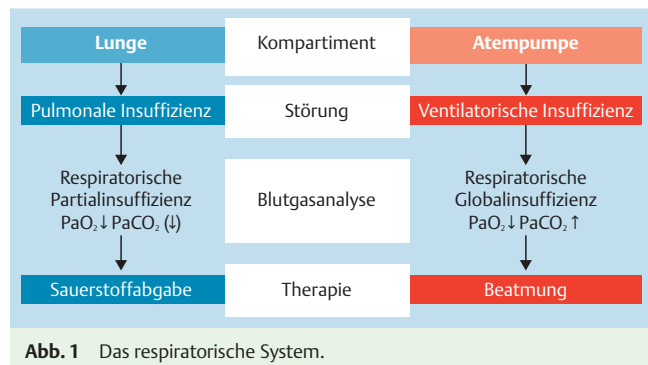 Lunge Kompartiment Atempumpe
Pulmonale Insuffizienz Störung Ventilatorische Insuffizienz
Respiratorische
Partialinsuffizienz
PaO₂↓ PaCO₂ (↓)
Blutgasanalyse
Respiratorische
Globalinsuffizienz
PaO₂↓ PaCO₂ ↑
Sauerstoffabgabe Therapie Beatmung
Abb. 1 Das respiratorische System.